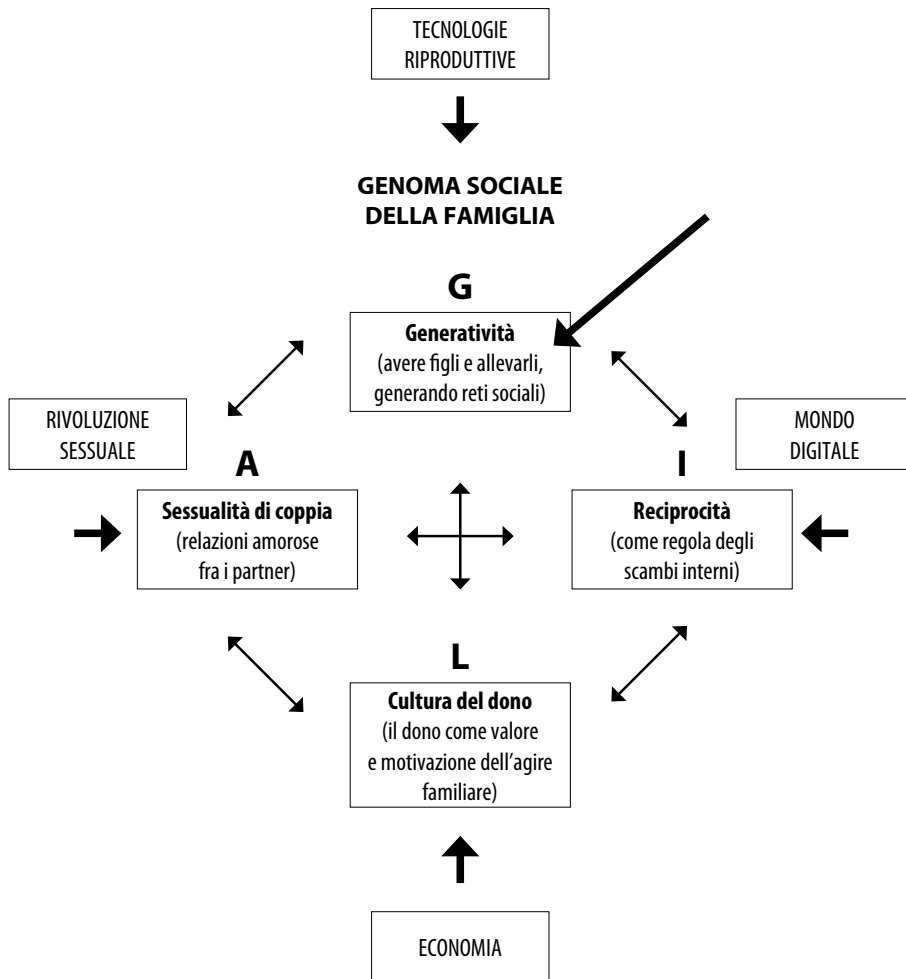 TECNOLOGIE
RIPRODUTTIVE
GENOMA SOCIALE
DELLA FAMIGLIA
G
Generatività
(avere figli e allevarli,
generando reti sociali)
RIVOLUZIONE
SESSUALE
MONDO
DIGITALE
A
Sessualità di coppia
(relazioni amorose
fra i partner)
I
Reciprocità
(come regola degli
scambi interni)
L
Cultura del dono
(il dono come valore
e motivazione dell’agire
familiare)
ECONOMIA